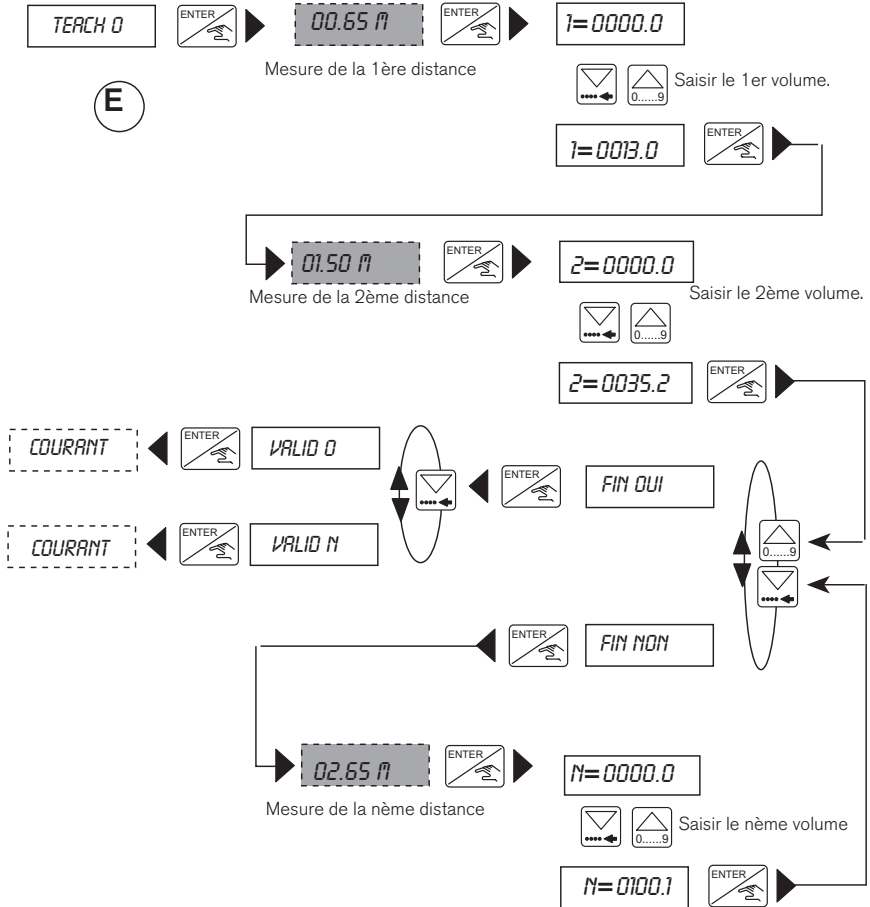 TEACH O
ENTER
00.65 M
ENTER
1=0000.0
Mesure de la 1ère distance
0......9
Saisir le 1er volume.
E
1=0013.0
ENTER
01.50 M
ENTER
2=0000.0
Mesure de la 2ème distance
Saisir le 2ème volume.
0......9
2=0035.2
ENTER
COURANT
ENTER
VALID O
ENTER
FIN OUI
0......9
COURANT
ENTER
VALID N
ENTER
FIN NON
02.65 M
ENTER
N=0000.0
Mesure de la nème distance
0......9
Saisir le nème volume
N=0100.1
ENTER